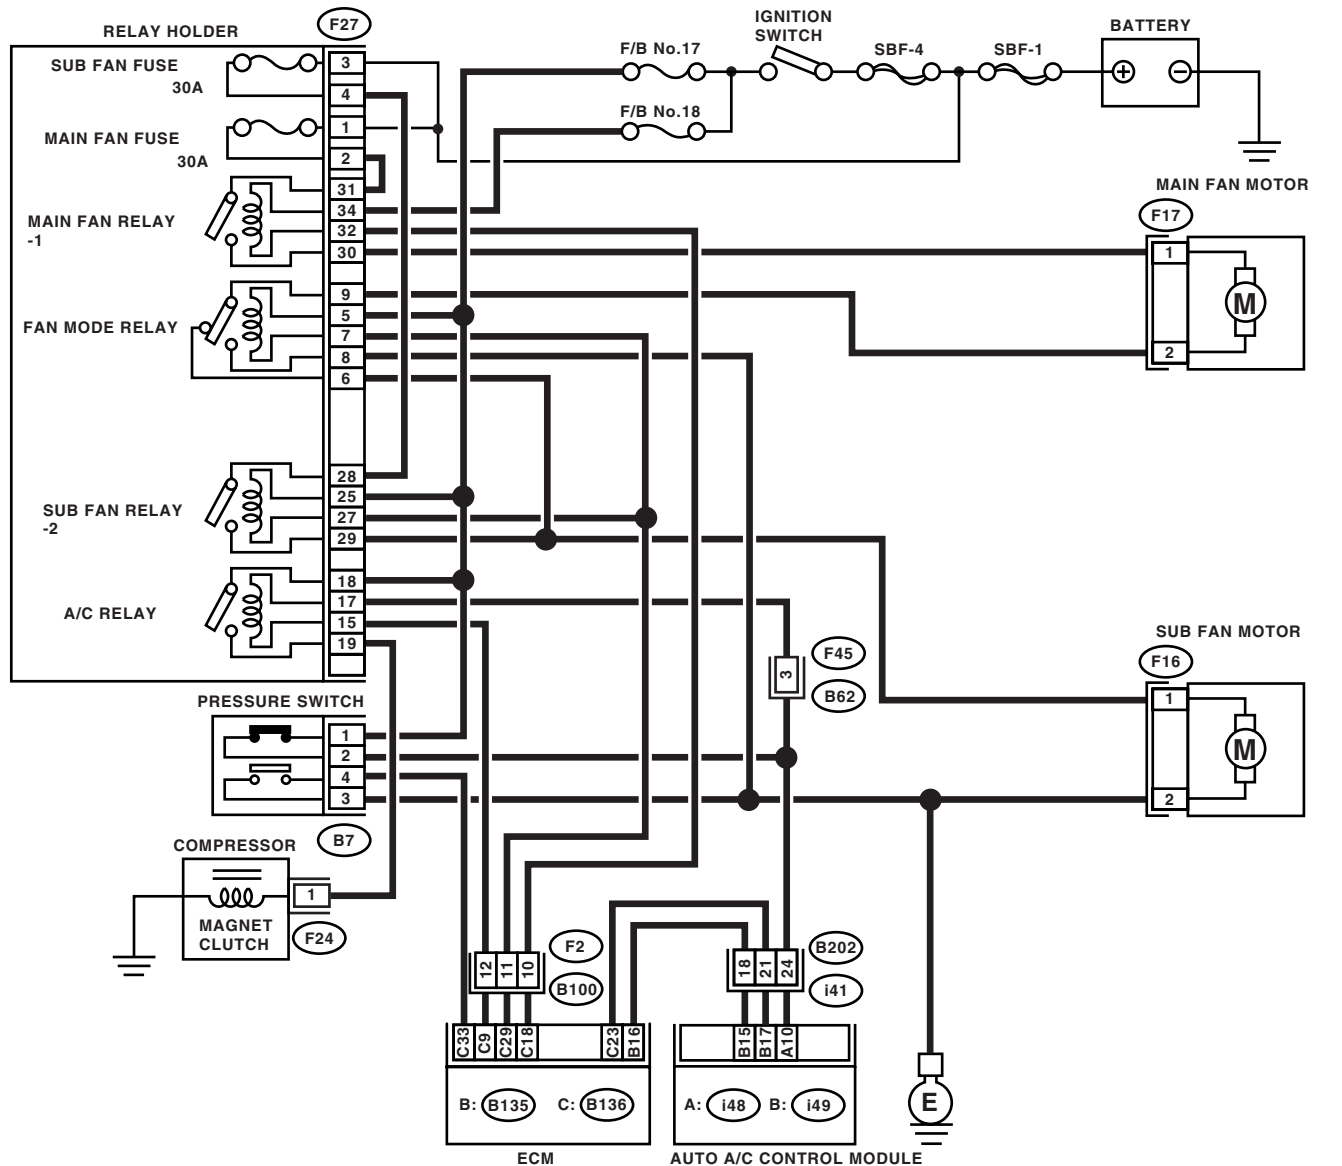 RELAY HOLDER
F27
IGNITION
SWITCH
BATTERY
F/B No.17
SBF-4
SBF-1
SUB FAN FUSE
30A
3
4
+
−
F/B No.18
MAIN FAN FUSE
30A
1
2
MAIN FAN RELAY
-1
31
34
32
30
MAIN FAN MOTOR
F17
1
M
2
FAN MODE RELAY
9
5
7
8
6
SUB FAN RELAY
-2
28
25
27
29
A/C RELAY
18
17
15
19
SUB FAN MOTOR
F16
1
M
2
3
F45
B62
PRESSURE SWITCH
1
2
4
3
B7
COMPRESSOR
1
MAGNET
CLUTCH
F24
12
11
10
F2
B100
18
21
24
B202
i41
C33
C9
C29
C18
C23
B16
B15
B17
A10
B: B135 C: B136
A: i48 B: i49
E
ECM
AUTO A/C CONTROL MODULE